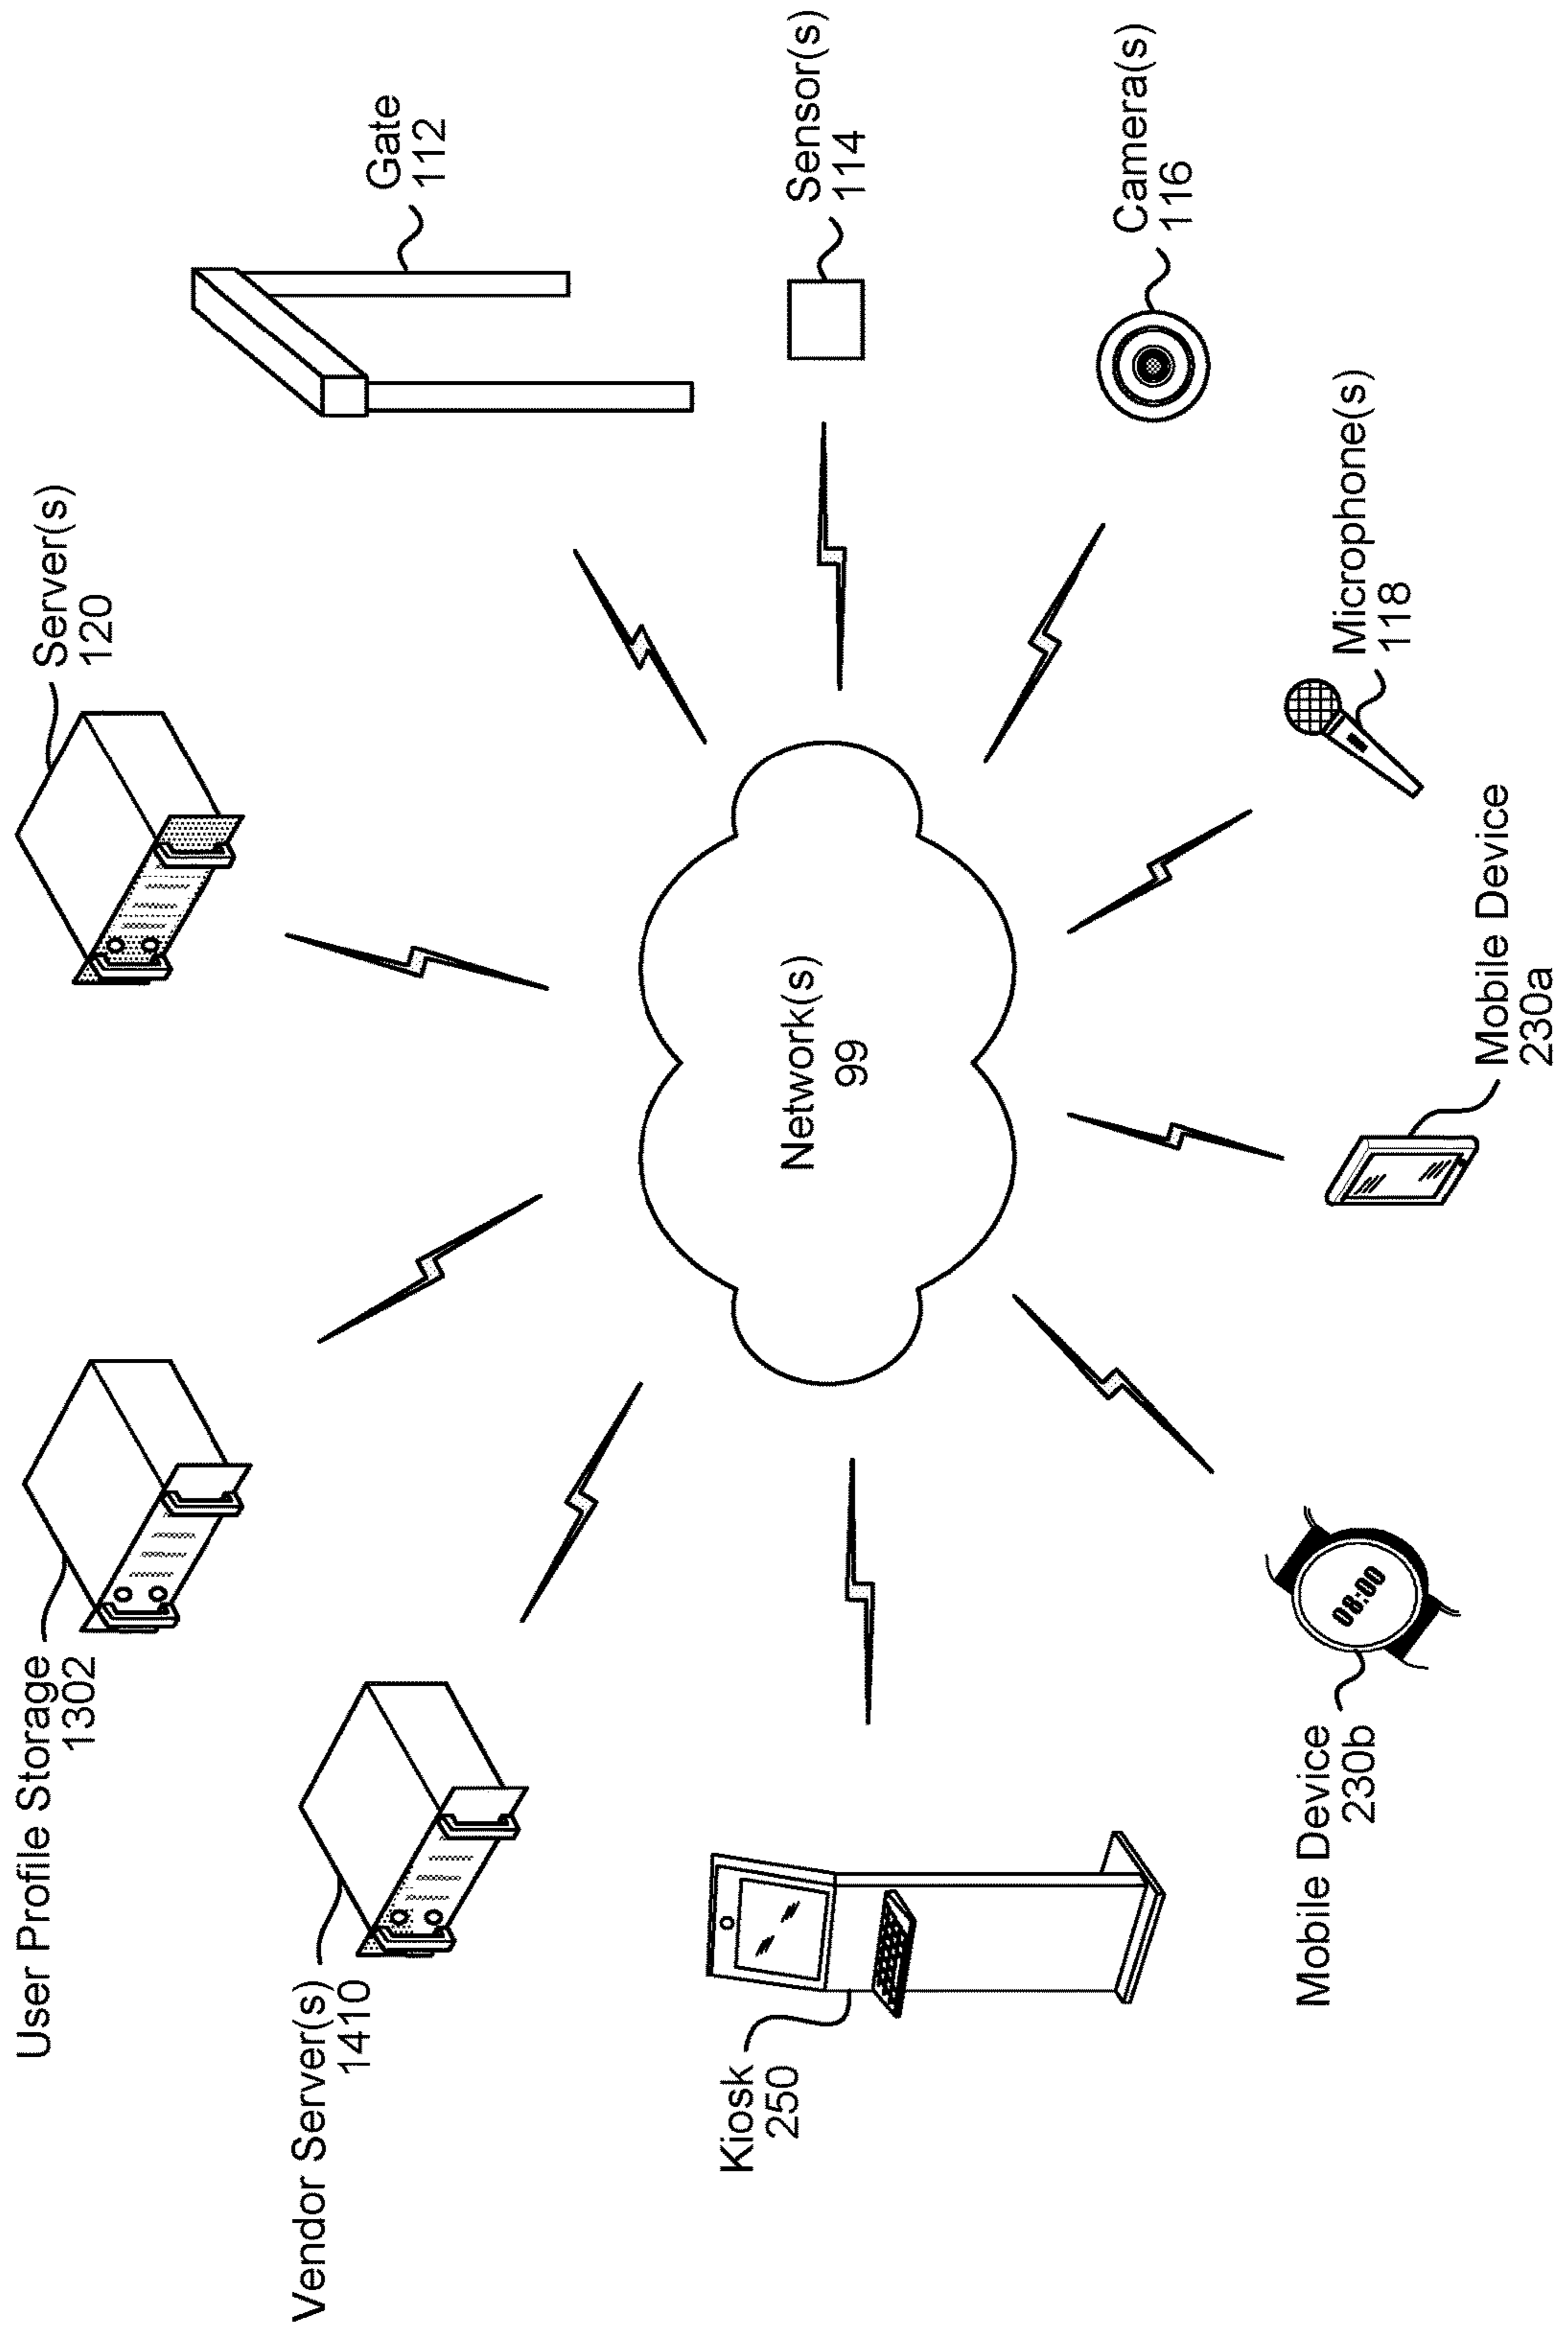 User Profile Storage
1302
Server(s)
120
Vendor Server(s)
1410
Gate
112
Kiosk
250
Network(s)
99
Sensor(s)
114
Camera(s)
116
Mobile Device
230b
08:00
Mobile Device
230a
Microphone(s)
118